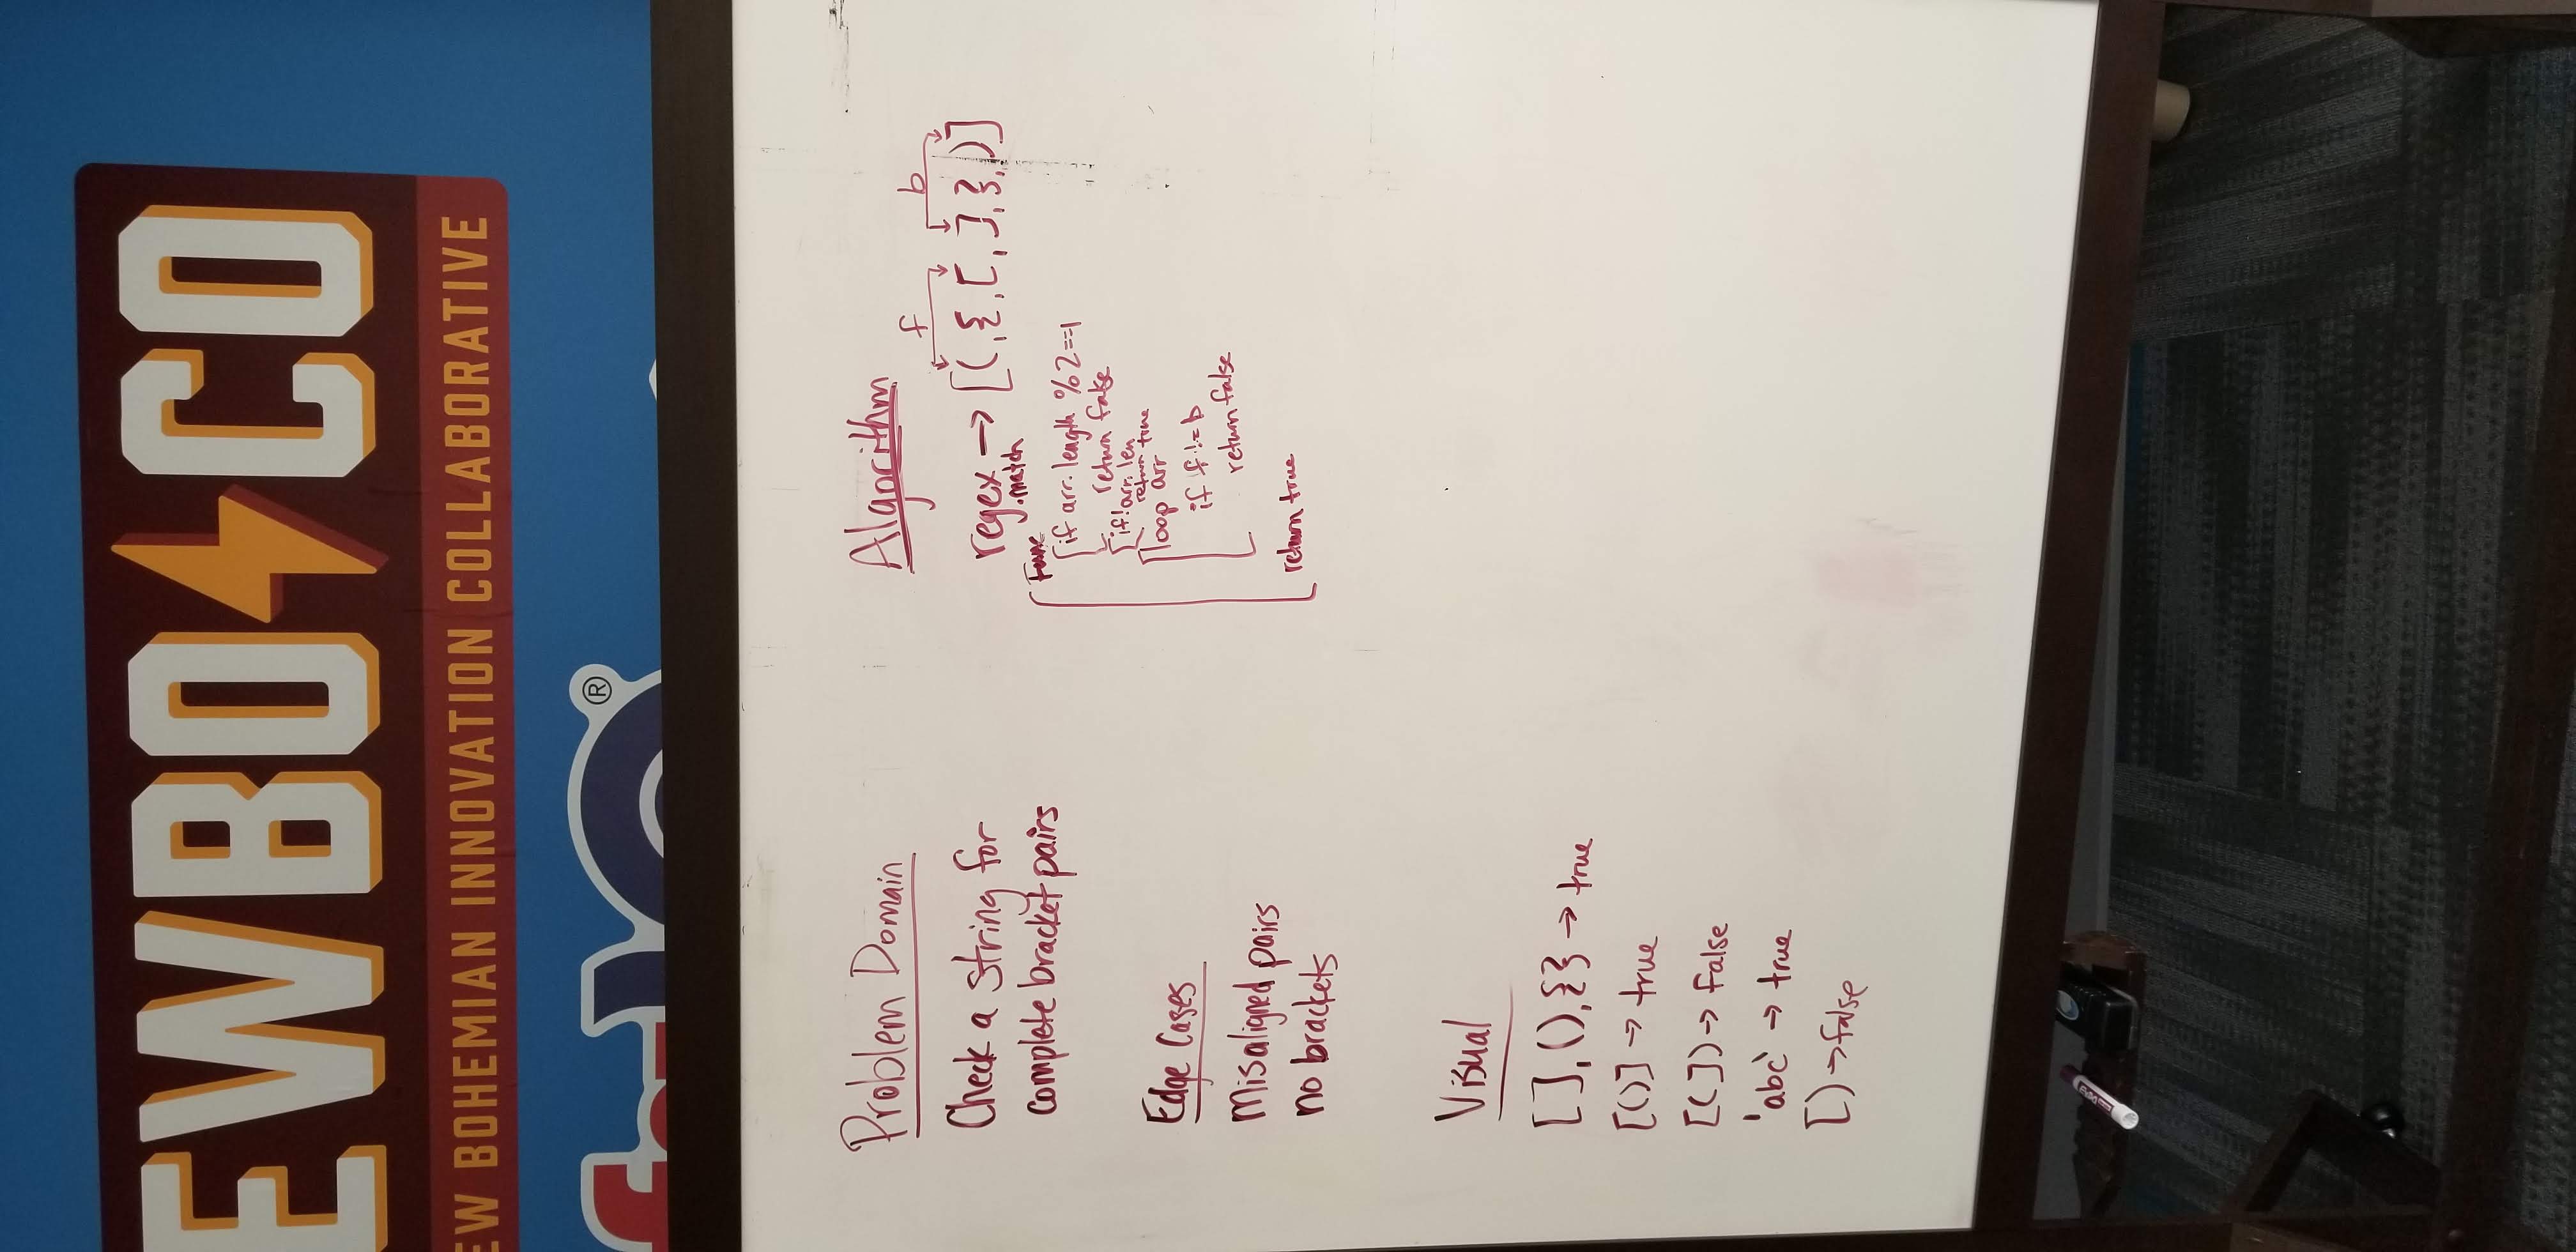 EWBO CO
EW BOHEMIAN INNOVATION COLLABORATIVE
®
Problem Domain
Check a string for
complete bracket pairs
Edge Cases
Misaligned pairs
no brackets
Visual
[],(),{} → true
[()] → true
[(]) → false
'abc' → true
[) → false
Algorithm
f b
regex → [(,{,[,],},)]
.match
Func
if arr.length %2==1
return false
if !arr.len
return true
loop arr
if f != b
return false
return true